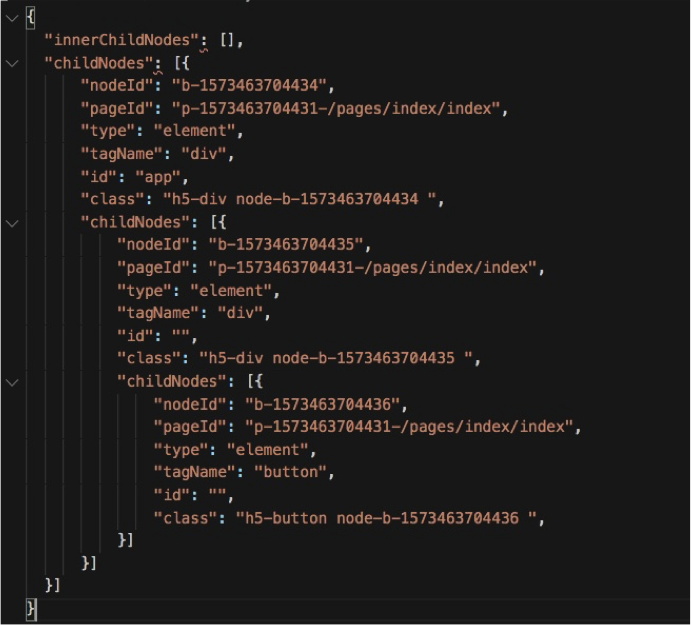 {
"innerChildNodes": [],
"childNodes": [{
"nodeId": "b-1573463704434",
"pageId": "p-1573463704431-/pages/index/index",
"type": "element",
"tagName": "div",
"id": "app",
"class": "h5-div node-b-1573463704434 ",
"childNodes": [{
"nodeId": "b-1573463704435",
"pageId": "p-1573463704431-/pages/index/index",
"type": "element",
"tagName": "div",
"id": "",
"class": "h5-div node-b-1573463704435 ",
"childNodes": [{
"nodeId": "b-1573463704436",
"pageId": "p-1573463704431-/pages/index/index",
"type": "element",
"tagName": "button",
"id": "",
"class": "h5-button node-b-1573463704436 ",
}]
}]
}]
}